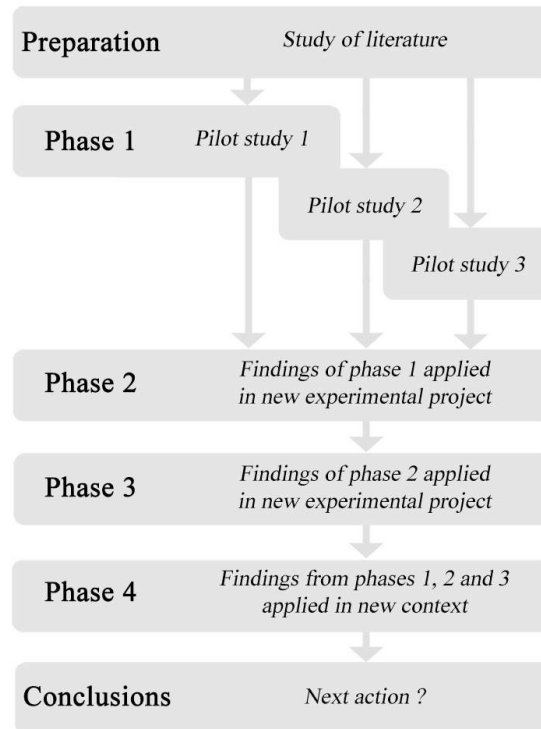 Preparation Study of literature
Phase 1 Pilot study 1
Pilot study 2
Pilot study 3
Phase 2
Findings of phase 1 applied
in new experimental project
Phase 3
Findings of phase 2 applied
in new experimental project
Phase 4
Findings from phases 1, 2 and 3
applied in new context
Conclusions Next action ?